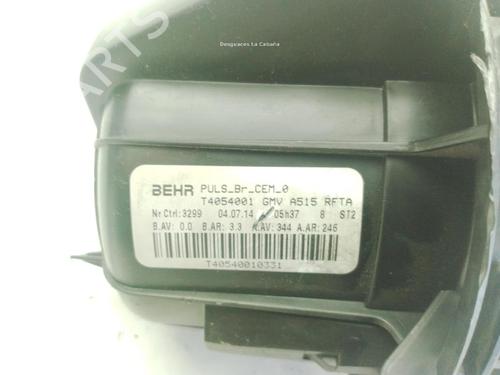 Desguaces La Cabaña
PARTS
BEHR PULS_Br_CEM_0
T4054001 GMV A515 RFTA
Nr Ctrl: 3299 04.07.14 05h37 8 ST2
B.AV: 0.0 B.AR: 3.3 A.AV: 344 A.AR: 246
T40540010331